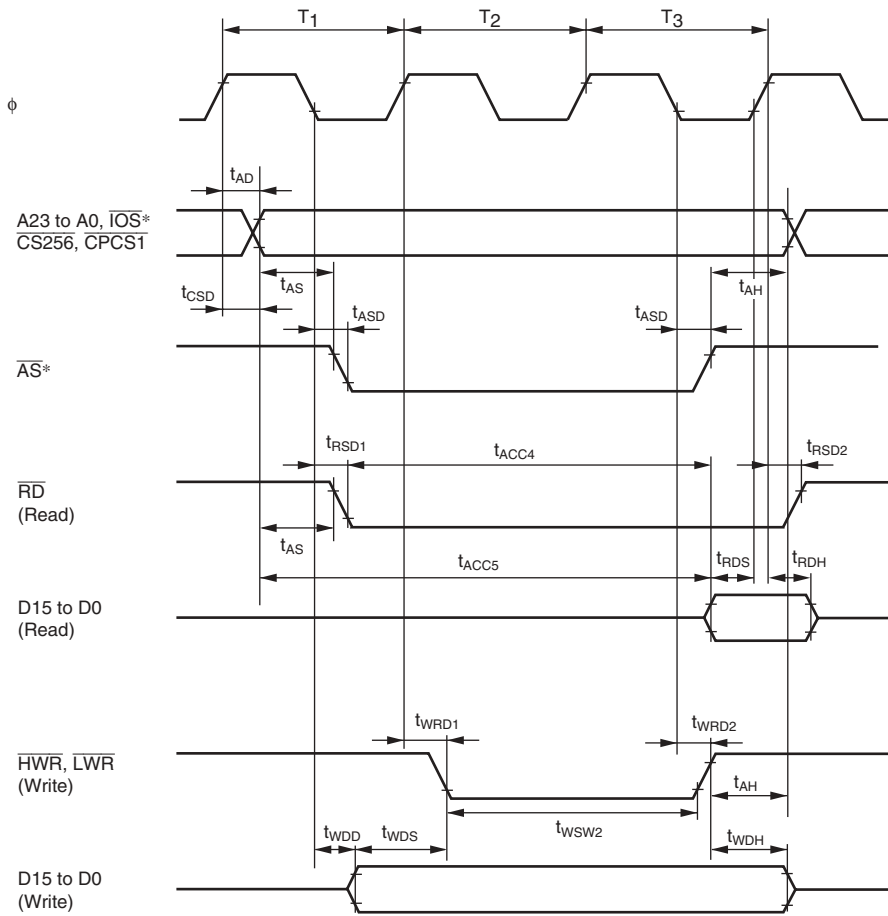 T1 T2 T3
φ
tAD
A23 to A0, IOS*
CS256, CPCS1
tAS tAH
tCSD
tASD tASD
AS*
tRSD1 tACC4 tRSD2
RD
(Read)
tAS
tACC5 tRDS tRDH
D15 to D0
(Read)
tWRD1 tWRD2
HWR, LWR
(Write)
tAH
tWSW2
tWDD tWDS tWDH
D15 to D0
(Write)